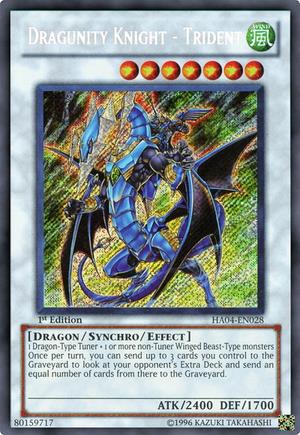 Dragunity Knight - Trident
WIND
風
1st Edition
HA04-EN028
[Dragon/Synchro/Effect]
1 Dragon-Type Tuner + 1 or more non-Tuner Winged Beast-Type monsters
Once per turn, you can send up to 3 cards you control to the
Graveyard to look at your opponent's Extra Deck and send an
equal number of cards from there to the Graveyard.
ATK/2400 DEF/1700
80159717
©1996 KAZUKI TAKAHASHI